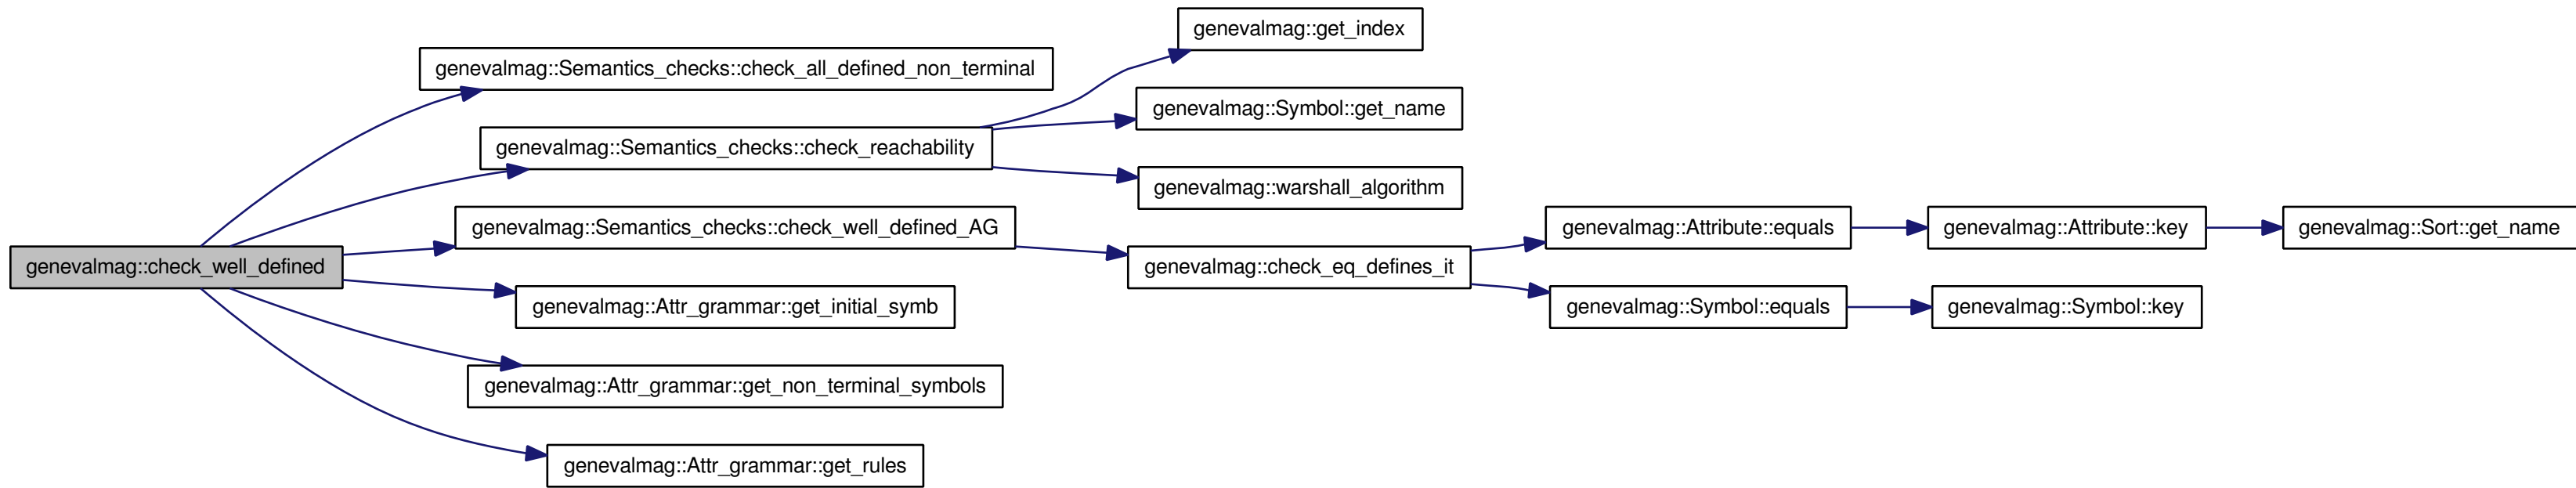 genevalmag::get_index
genevalmag::Semantics_checks::check_all_defined_non_terminal
genevalmag::Symbol::get_name
genevalmag::Semantics_checks::check_reachability
genevalmag::warshall_algorithm
genevalmag::Semantics_checks::check_well_defined_AG
genevalmag::Attribute::equals
genevalmag::Attribute::key
genevalmag::Sort::get_name
genevalmag::check_well_defined
genevalmag::check_eq_defines_it
genevalmag::Attr_grammar::get_initial_symb
genevalmag::Symbol::equals
genevalmag::Symbol::key
genevalmag::Attr_grammar::get_non_terminal_symbols
genevalmag::Attr_grammar::get_rules